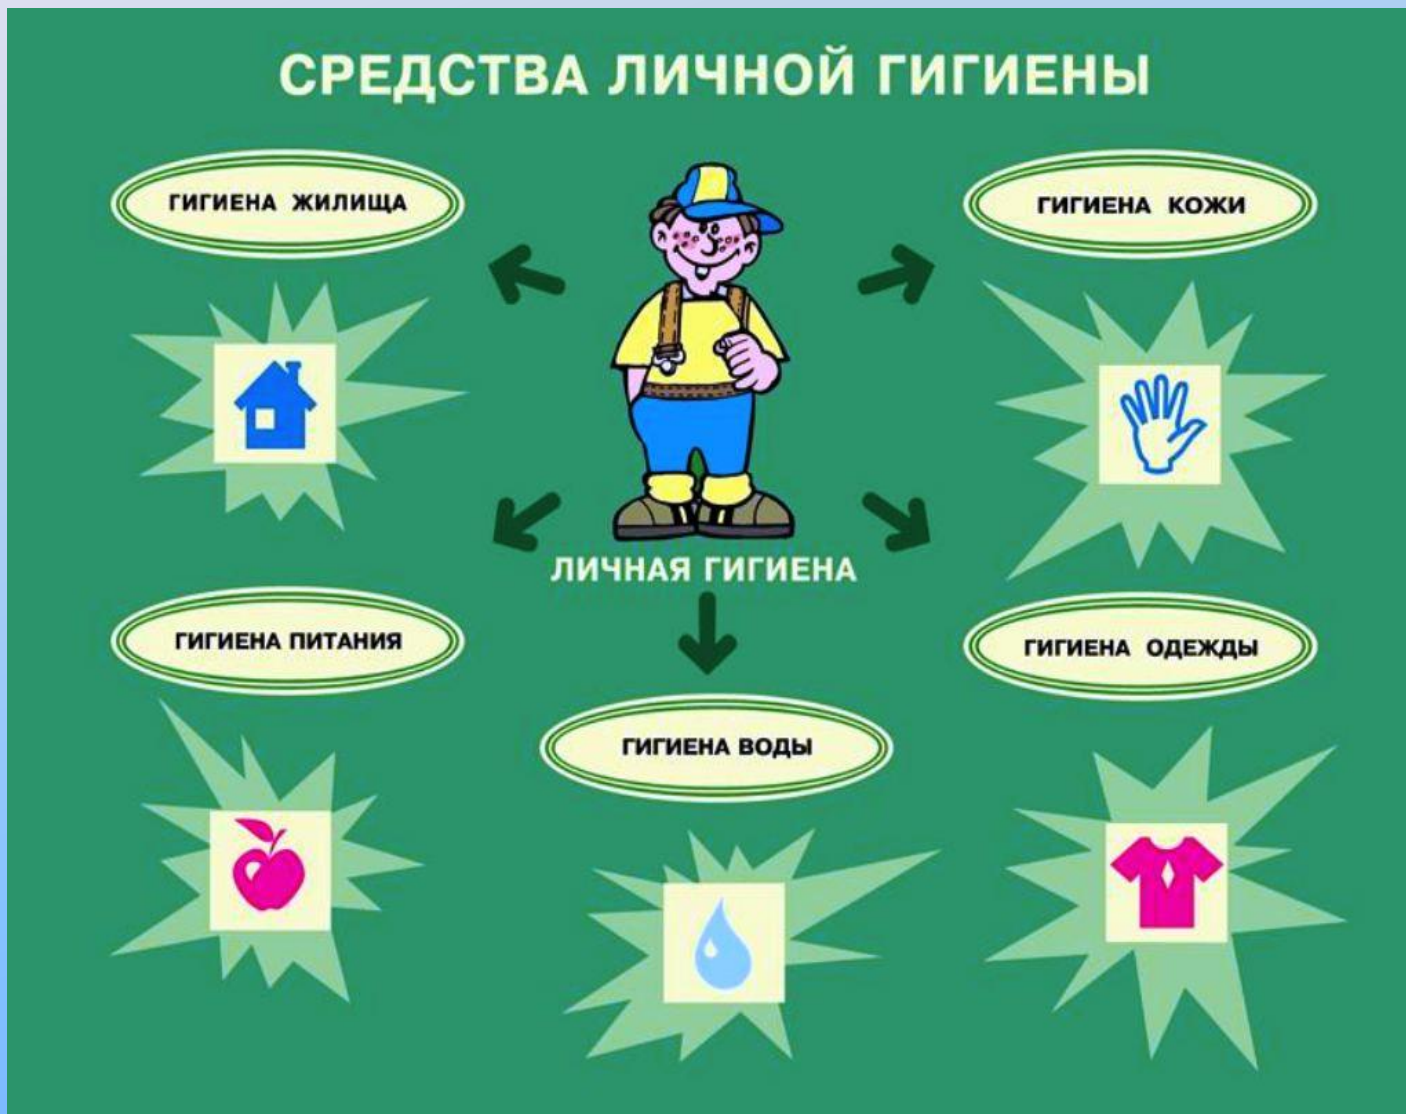 СРЕДСТВА ЛИЧНОЙ ГИГИЕНЫ
ГИГИЕНА ЖИЛИЩА
ГИГИЕНА КОЖИ
ЛИЧНАЯ ГИГИЕНА
ГИГИЕНА ПИТАНИЯ
ГИГИЕНА ОДЕЖДЫ
ГИГИЕНА ВОДЫ